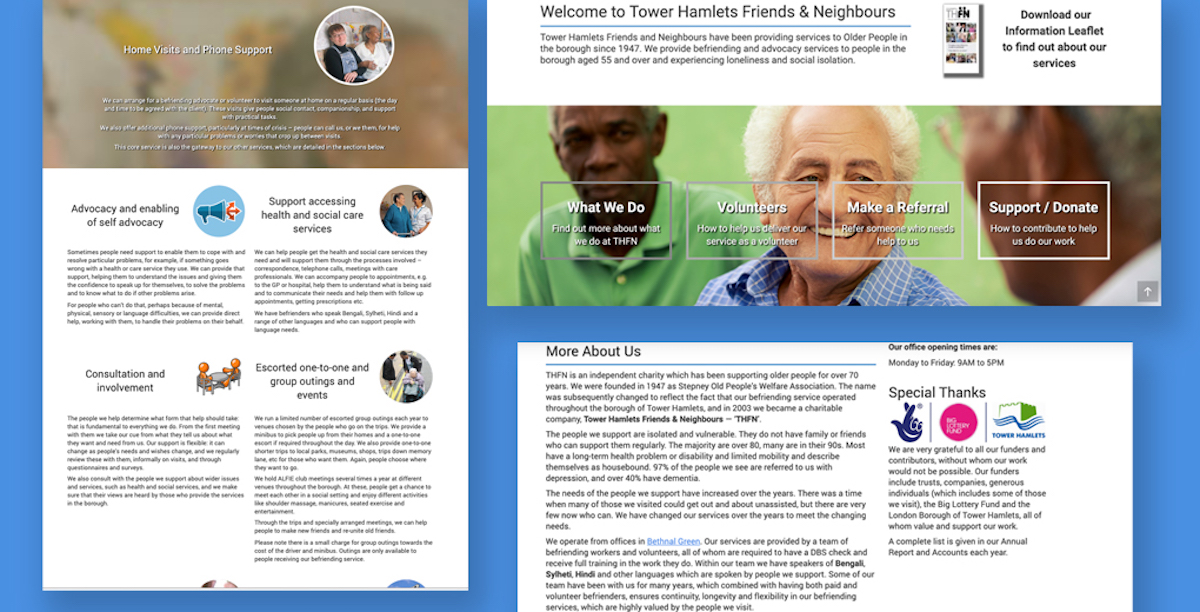 Home Visits and Phone Support
We can arrange for a befriending advocate or volunteer to visit someone at home on a regular basis (the day
and time to be agreed with the client). These visits give people social contact, companionship, and support
with practical tasks.
We also offer additional phone support, particularly at times of crisis – people can call us, or we them, for help
with any particular problems or worries that crop up between visits
This core service is also the gateway to our other services, which are detailed in the sections below
Advocacy and enabling
of self advocacy
Sometimes people need support to enable them to cope with and
resolve particular problems, for example, if something goes
wrong with a health or care service they use. We can provide that
support, helping them to understand the issues and giving them
the confidence to speak up for themselves, to solve the problems
and to know what to do if other problems arise.
For people who can't do that, perhaps because of mental,
physical, sensory or language difficulties, we can provide direct
help, working with them, to handle their problems on their behalf.
Support accessing
health and social care
services
We can help people get the health and social care services they
need and will support them through the processes involved –
correspondence, telephone calls, meetings with care
professionals. We can accompany people to appointments, e.g.
to the GP or hospital, help them to understand what is being said
and to communicate their needs and help them with follow up
appointments, getting prescriptions etc.
We have befrienders who speak Bengali, Sylheti, Hindi and a
range of other languages and who can support people with
language needs.
Consultation and
involvement
The people we help determine what form that help should take:
that is fundamental to everything we do. From the first meeting
with them we take our cue from what they tell us about what
they want and need from us. Our support is flexible: it can
change as people's needs and wishes change, and we regularly
review these with them, informally on visits, and through
questionnaires and surveys.
We also consult with the people we support about wider issues
and services, such as health and social services, and we make
sure that their views are heard by those who provide the services
in the borough.
Escorted one-to-one and
group outings and
events
We run a limited number of escorted group outings each year to
venues chosen by the people who go on the trips. We provide a
minibus to pick people up from their homes and a one-to-one
escort if required throughout the day. We also provide one-to-one
shorter trips to local parks, museums, shops, trips down memory
lane, etc for those who want them. Again, people choose where
they want to go.
We hold ALFIE club meetings several times a year at different
venues throughout the borough. At these, people get a chance to
meet each other in a social setting and enjoy different activities
like shoulder massage, manicures, seated exercise and
entertainment.
Through the trips and specially arranged meetings, we can help
people to make new friends and re-unite old friends.
Please note there is a small charge for group outings towards the
cost of the driver and minibus. Outings are only available to
people receiving our befriending service.
Welcome to Tower Hamlets Friends & Neighbours
Tower Hamlets Friends and Neighbours have been providing services to Older People in
the borough since 1947. We provide befriending and advocacy services to people in the
borough aged 55 and over and experiencing loneliness and social isolation.
THFN
Download our
Information Leaflet
to find out about our
services
What We Do
Find out more about what
we do at THFN
Volunteers
How to help us deliver our
service as a volunteer
Make a Referral
Refer someone who needs
help to us
Support / Donate
How to contribute to help
us do our work
More About Us
THFN is an independent charity which has been supporting older people for over 70
years. We were founded in 1947 as Stepney Old People's Welfare Association. The name
was subsequently changed to reflect the fact that our befriending service operated
throughout the borough of Tower Hamlets, and in 2003 we became a charitable
company, Tower Hamlets Friends & Neighbours — 'THFN'.
The people we support are isolated and vulnerable. They do not have family or friends
who can support them regularly. The majority are over 80, many are in their 90s. Most
have a long-term health problem or disability and limited mobility and describe
themselves as housebound. 97% of the people we see are referred to us with
depression, and over 40% have dementia.
The needs of the people we support have increased over the years. There was a time
when many of those we visited could get out and about unassisted, but there are very
few now who can. We have changed our services over the years to meet the changing
needs.
We operate from offices in Bethnal Green. Our services are provided by a team of
befriending workers and volunteers, all of whom are required to have a DBS check and
receive full training in the work they do. Within our team we have speakers of Bengali,
Sylheti, Hindi and other languages which are spoken by people we support. Some of our
team have been with us for many years, which combined with having both paid and
volunteer befrienders, ensures continuity, longevity and flexibility in our befriending
services, which are highly valued by the people we visit.
Our office opening times are:
Monday to Friday: 9AM to 5PM
Special Thanks
BIG
LOTTERY
FUND
TOWER HAMLETS
We are very grateful to all our funders and
contributors, without whom our work
would not be possible. Our funders
include trusts, companies, generous
individuals (which includes some of those
we visit), the Big Lottery Fund and the
London Borough of Tower Hamlets, all of
whom value and support our work.
A complete list is given in our Annual
Report and Accounts each year.